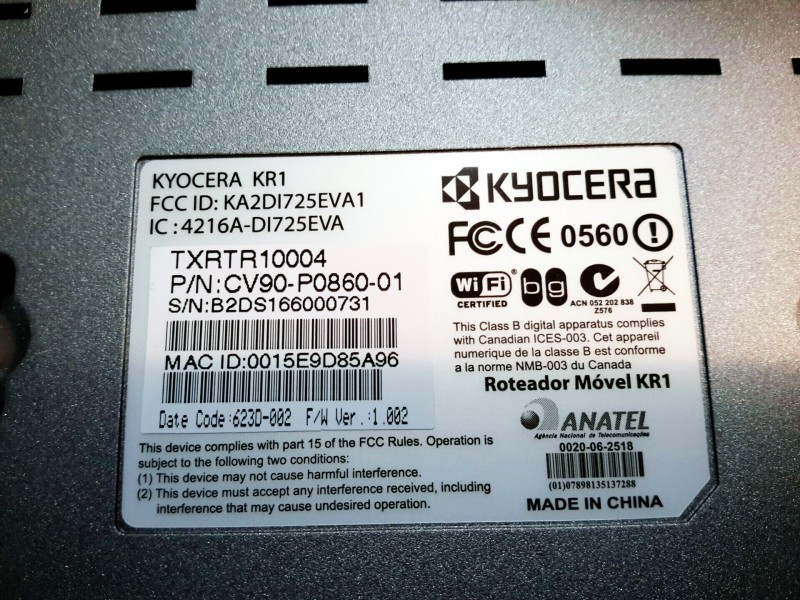 KYOCERA KR1
FCC ID: KA2DI725EVA1
IC : 4216A-DI725EVA
TXRTR10004
P/N:CV90-P0860-01
S/N:B2DS166000731
MAC ID:0015E9D85A96
Date Code:623D-002 F/W Ver.:1.002
This device complies with part 15 of the FCC Rules. Operation is
subject to the following two conditions:
(1) This device may not cause harmful interference.
(2) This device must accept any interference received, including
interference that may cause undesired operation.
KYOCERA
FC CE 0560
Wi Fi ® bg
CERTIFIED
ACN 052 202 838
Z576
This Class B digital apparatus complies
with Canadian ICES-003. Cet appareil
numerique de la classe B est conforme
a la norme NMB-003 du Canada
Roteador Móvel KR1
ANATEL
Agência Nacional de Telecomunicações
0020-06-2518
(01)07898135137288
MADE IN CHINA